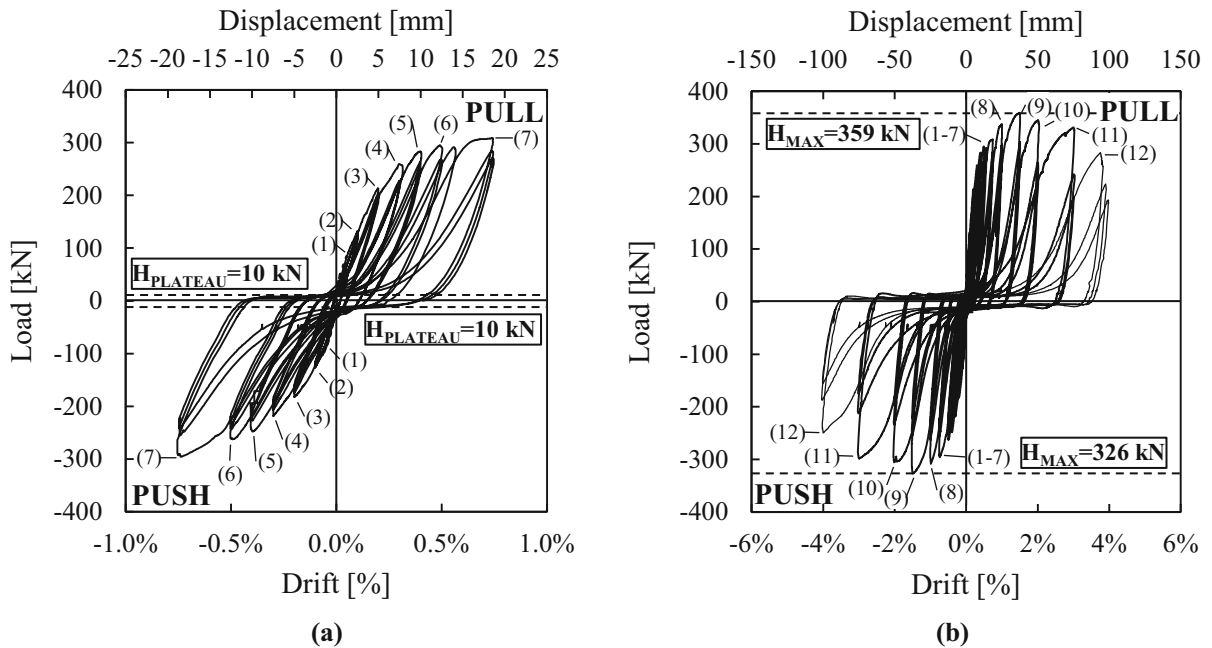 Displacement [mm]
-25 -20 -15 -10 -5 0 5 10 15 20 25
400
300
200
100
0
-100
-200
-300
-400
Load [kN]
PULL
(7)
(6)
(5)
(4)
(3)
(2)
(1)
H_PLATEAU=10 kN
H_PLATEAU=10 kN
(1)
(2)
(3)
(4)
(5)
(6)
(7)
PUSH
-1.0% -0.5% 0.0% 0.5% 1.0%
Drift [%]
(a)
Displacement [mm]
-150 -100 -50 0 50 100 150
400
300
200
100
0
-100
-200
-300
-400
Load [kN]
PULL
H_MAX=359 kN
(1-7)
(8)
(9)
(10)
(11)
(12)
(12)
(11)
(10)
(9)
(8)
(1-7)
H_MAX=326 kN
PUSH
-6% -4% -2% 0% 2% 4% 6%
Drift [%]
(b)